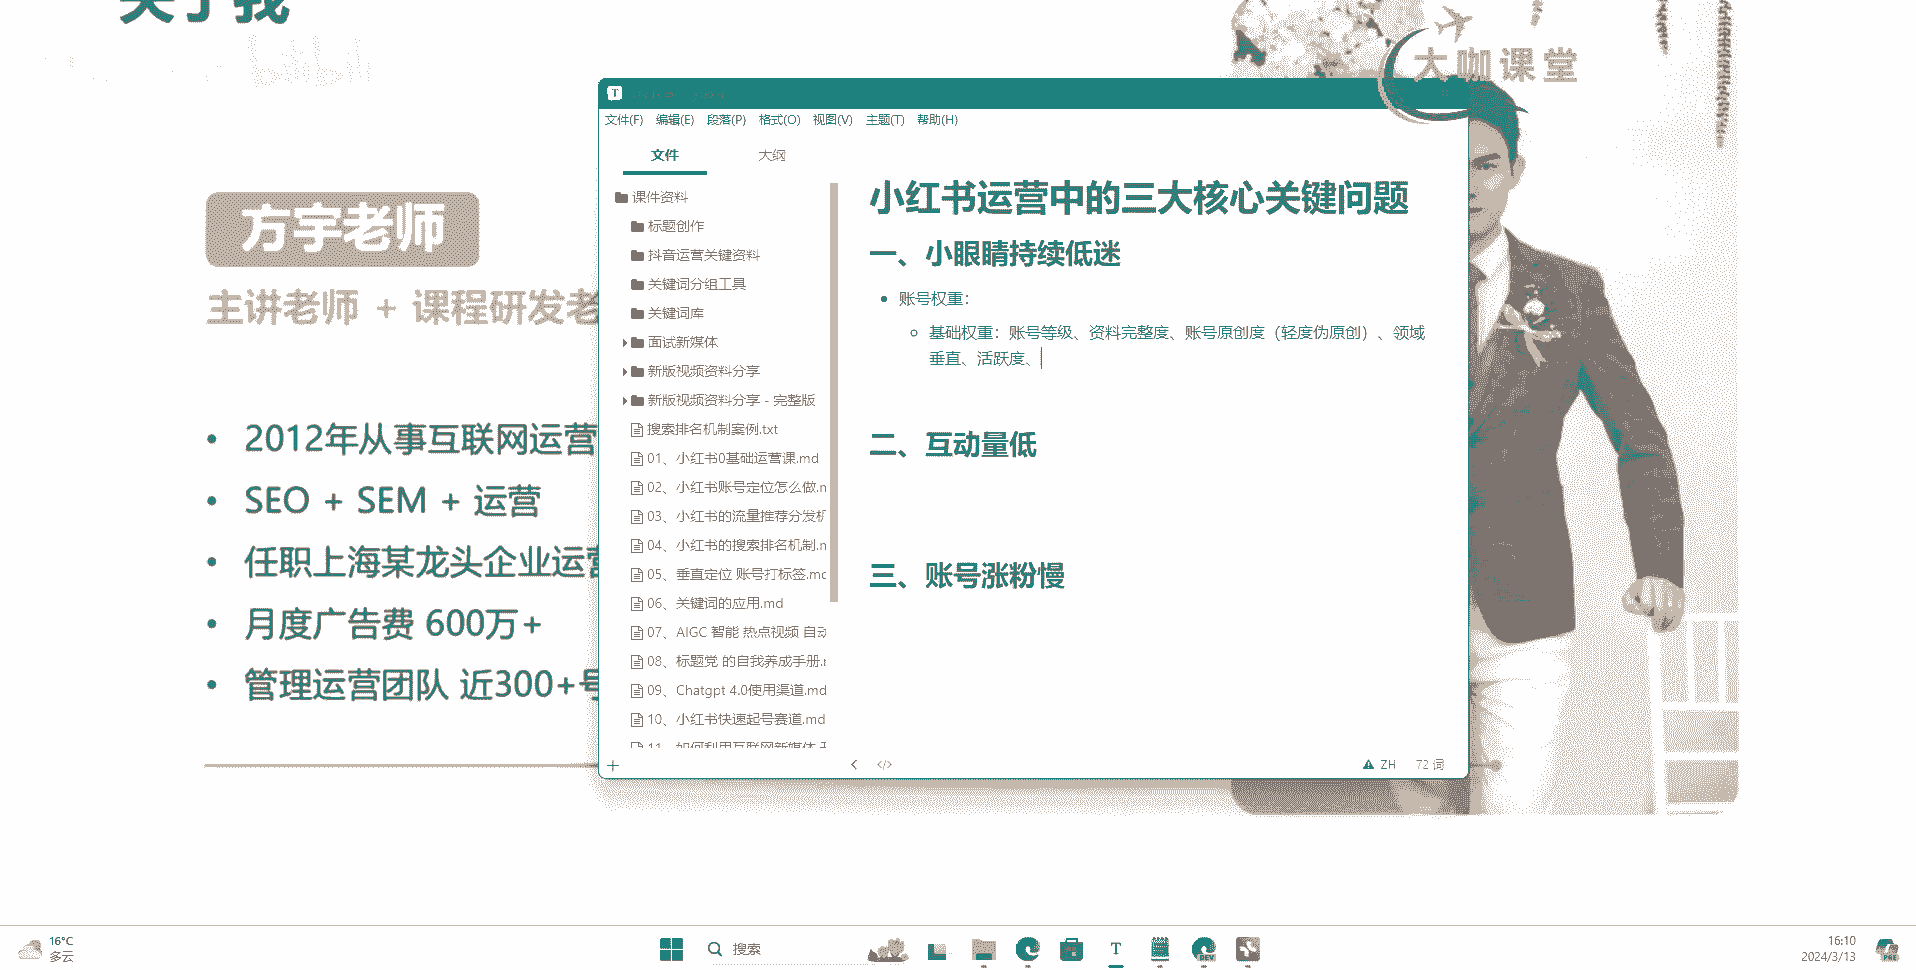 关于我
bilibili
大咖课堂
方宇老师
主讲老师 + 课程研发老
2012年从事互联网运营
SEO + SEM + 运营
任职上海某龙头企业运营
月度广告费 600万+
管理运营团队 近300+号
T
文件(F) 编辑(E) 段落(P) 格式(O) 视图(V) 主题(T) 帮助(H)
文件 大纲
课件资料
标题创作
抖音运营关键资料
关键词分组工具
关键词库
面试新媒体
新版视频资料分享
新版视频资料分享 - 完整版
搜索排名机制案例.txt
01、小红书0基础运营课.md
02、小红书账号定位怎么做.m
03、小红书的流量推荐分发机
04、小红书的搜索排名机制.m
05、垂直定位 账号打标签.md
06、关键词的应用.md
07、AIGC 智能 热点视频 自动
08、标题党 的自我养成手册.m
09、Chatgpt 4.0使用渠道.md
10、小红书快速起号赛道.md
11、如何利用互联网新媒体
小红书运营中的三大核心关键问题
一、小眼睛持续低迷
账号权重：
基础权重：账号等级、资料完整度、账号原创度（轻度伪原创）、领域
垂直、活跃度、
二、互动量低
三、账号涨粉慢
</> ZH 72 词
16°C
多云
搜索
T
DEV
16:10
2024/3/13
PRE